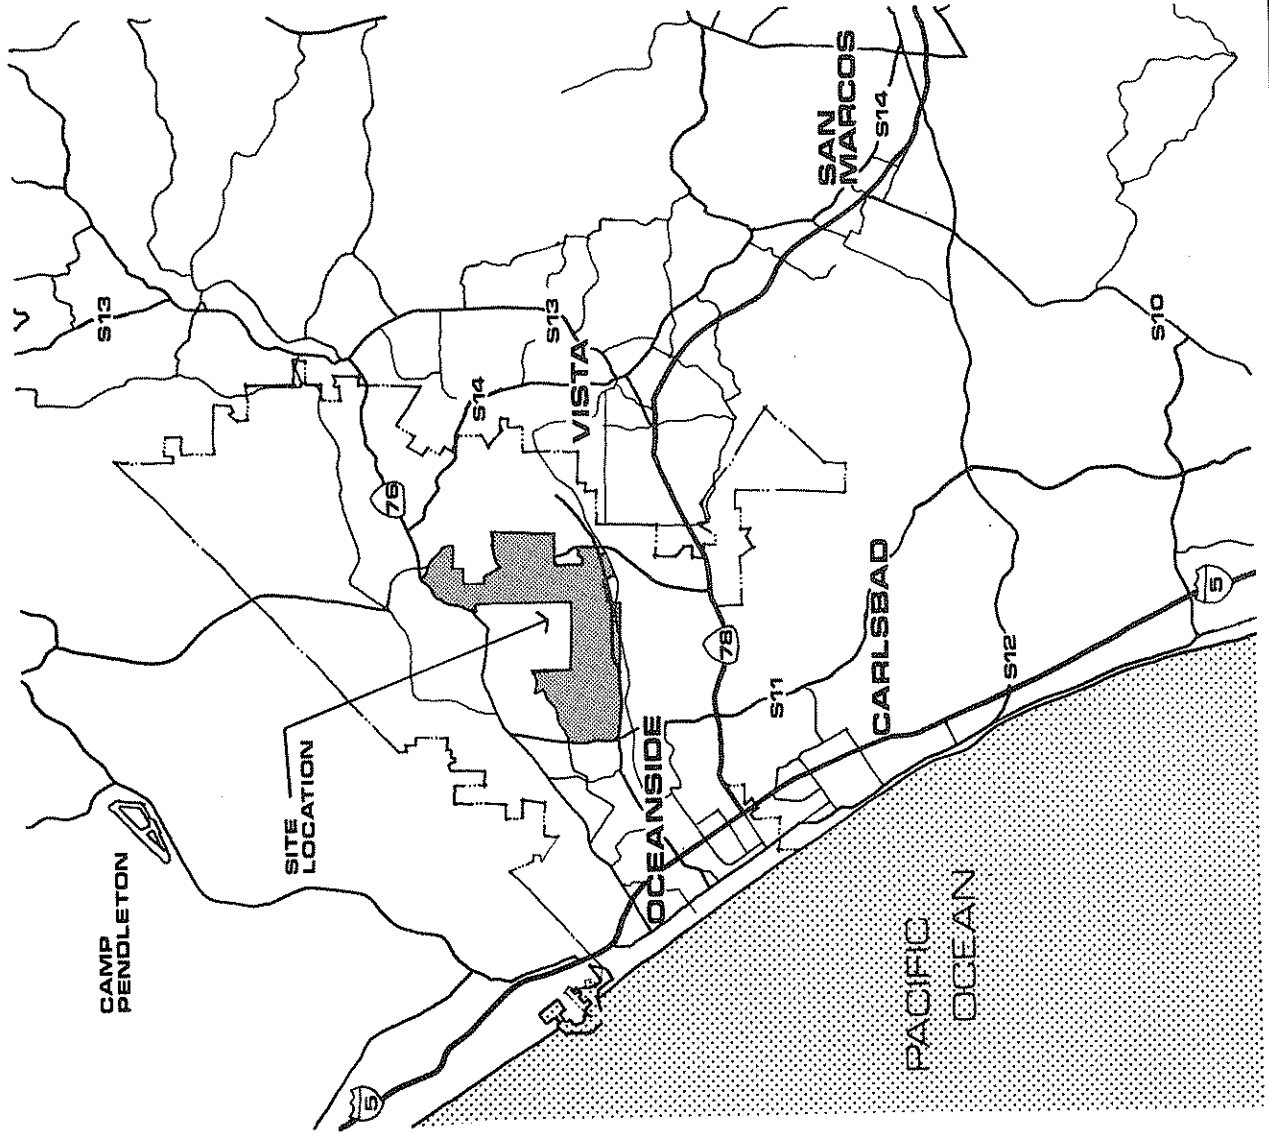 CAMP
PENDLETON
S13
SITE
LOCATION
5
76
S14
S13
VISTA
OCEANSIDE
78
S11
SAN
MARCOS
CARLSBAD
S14
PACIFIC
OCEAN
S12
S10
5